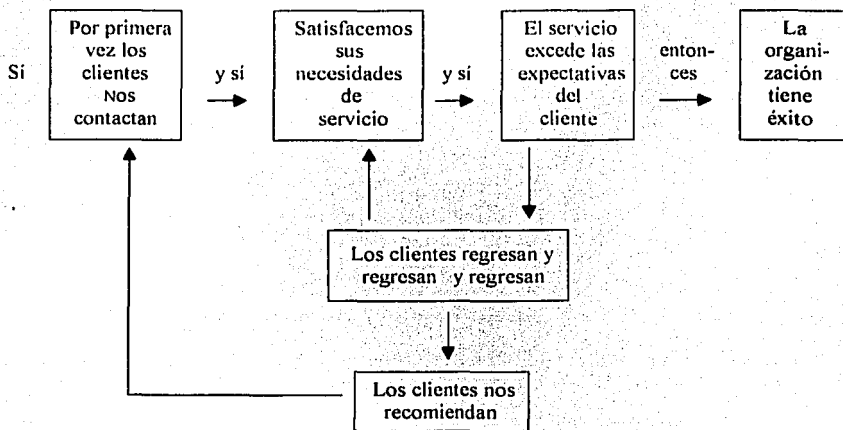 Sí
Por primera
vez los
clientes
Nos
contactan
y sí
Satisfacemos
sus
necesidades
de
servicio
y sí
El servicio
excede las
expectativas
del
cliente
enton-
ces
La
organi-
zación
tiene
éxito
Los clientes regresan y
regresan y regresan
Los clientes nos
recomiendan